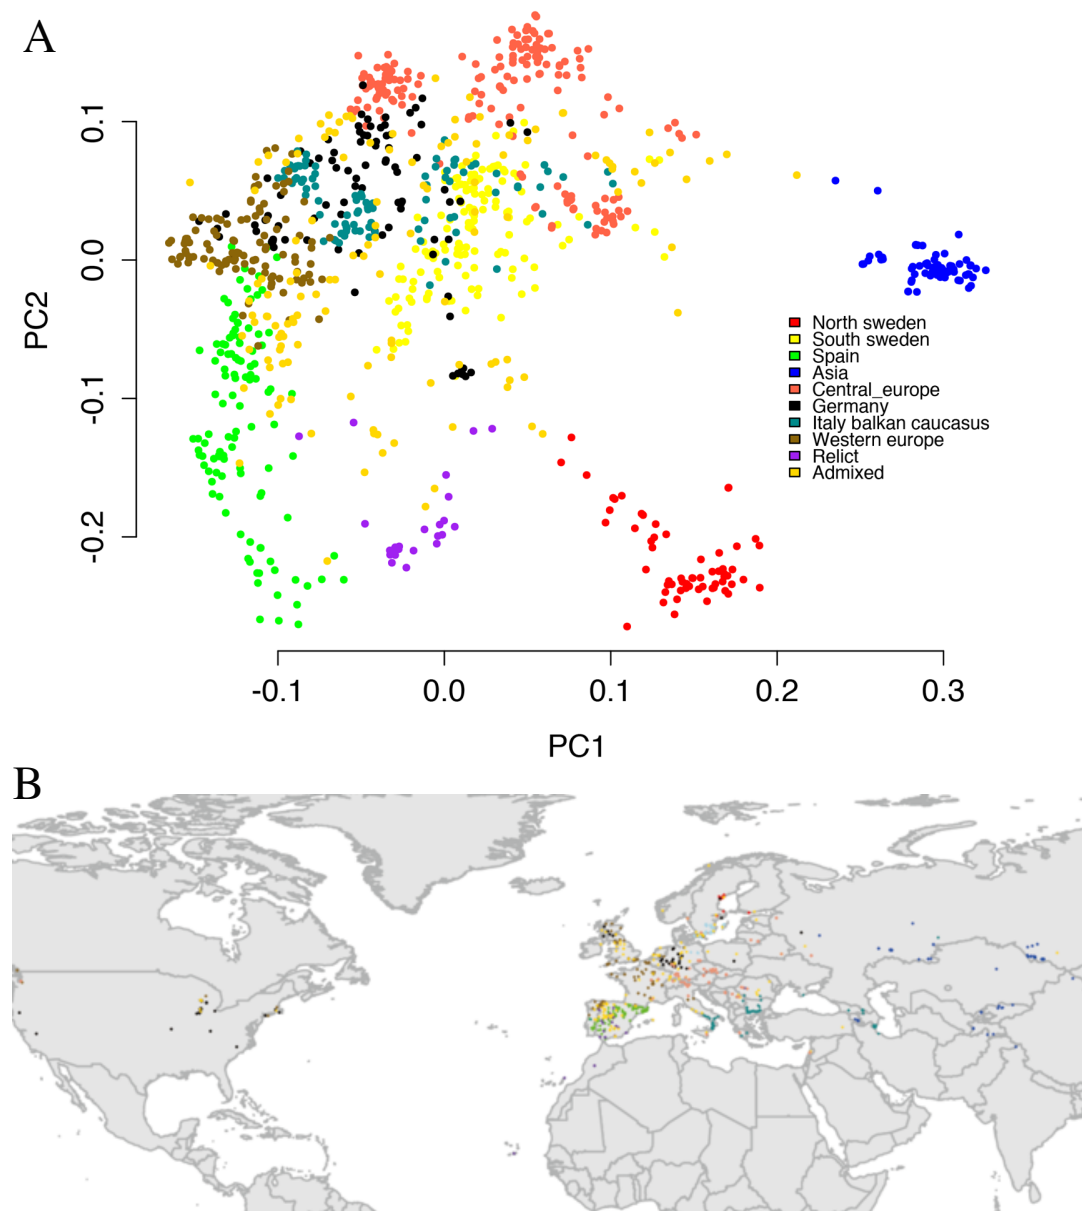 A
0.1
0.0
-0.1
-0.2
PC2
North sweden
South sweden
Spain
Asia
Central_europe
Germany
Italy balkan caucasus
Western europe
Relict
Admixed
-0.1
0.0
0.1
0.2
0.3
PC1
B